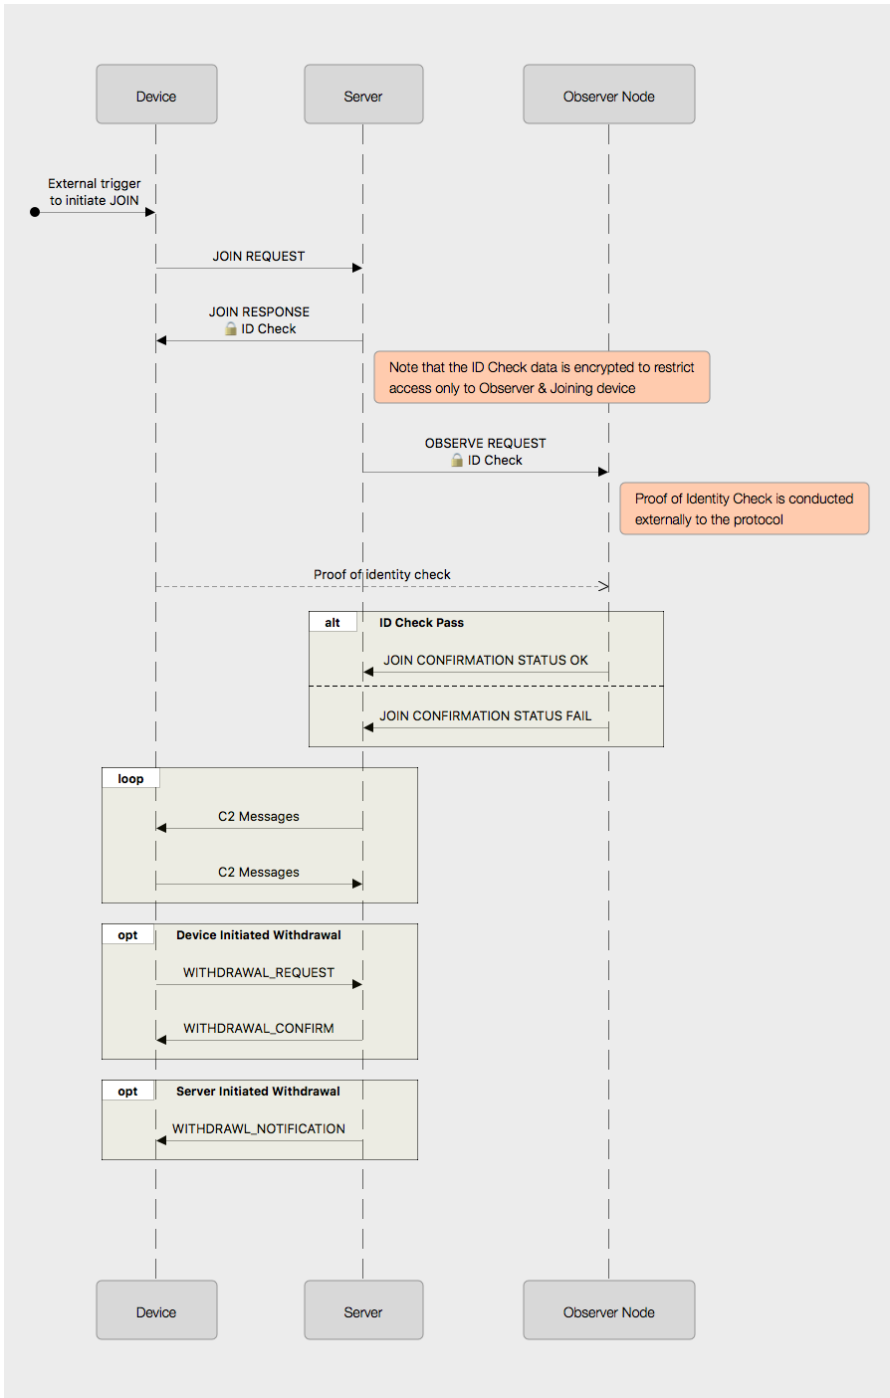 Device
Server
Observer Node
External trigger
to initiate JOIN
JOIN REQUEST
JOIN RESPONSE
🔒 ID Check
Note that the ID Check data is encrypted to restrict
access only to Observer & Joining device
OBSERVE REQUEST
🔒 ID Check
Proof of Identity Check is conducted
externally to the protocol
Proof of identity check
alt
ID Check Pass
JOIN CONFIRMATION STATUS OK
JOIN CONFIRMATION STATUS FAIL
loop
C2 Messages
C2 Messages
opt
Device Initiated Withdrawal
WITHDRAWAL_REQUEST
WITHDRAWAL_CONFIRM
opt
Server Initiated Withdrawal
WITHDRAWL_NOTIFICATION
Device
Server
Observer Node